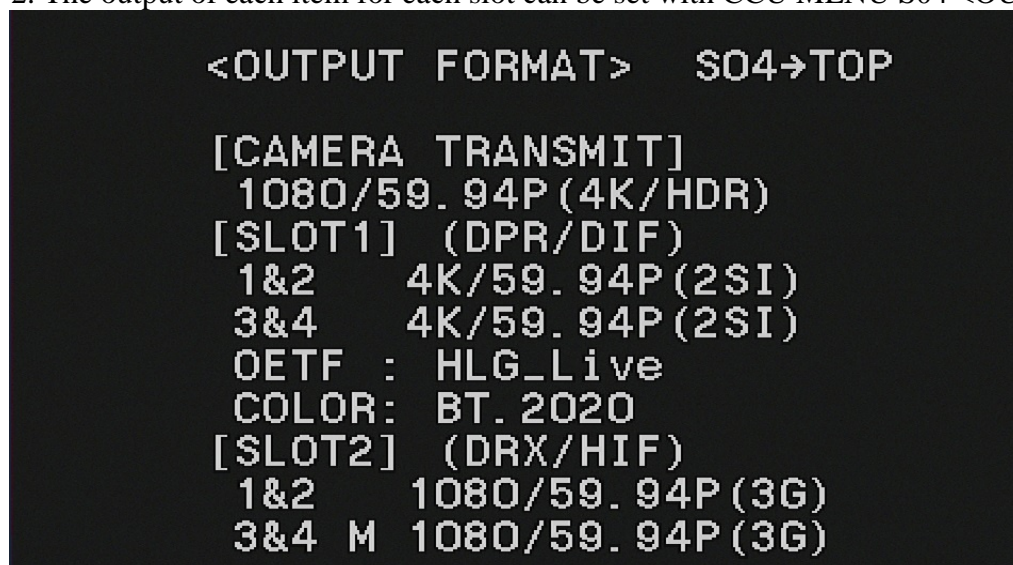 2. The output of each item for each slot can be set with CCU MENU S04 <OU
<OUTPUT FORMAT>  S04→TOP
[CAMERA TRANSMIT]
1080/59.94P(4K/HDR)
[SLOT1] (DPR/DIF)
1&2 4K/59.94P(2SI)
3&4 4K/59.94P(2SI)
OETF : HLG_Live
COLOR: BT.2020
[SLOT2] (DRX/HIF)
1&2 1080/59.94P(3G)
3&4 M 1080/59.94P(3G)